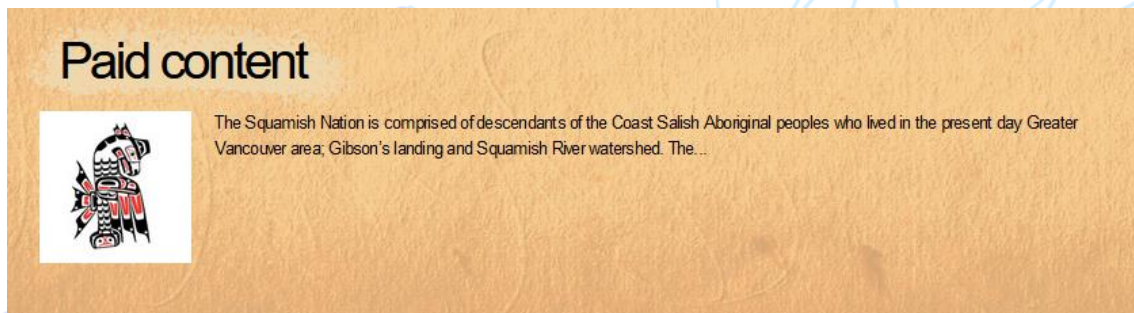 Paid content
The Squamish Nation is comprised of descendants of the Coast Salish Aboriginal peoples who lived in the present day Greater
Vancouver area; Gibson's landing and Squamish River watershed. The...